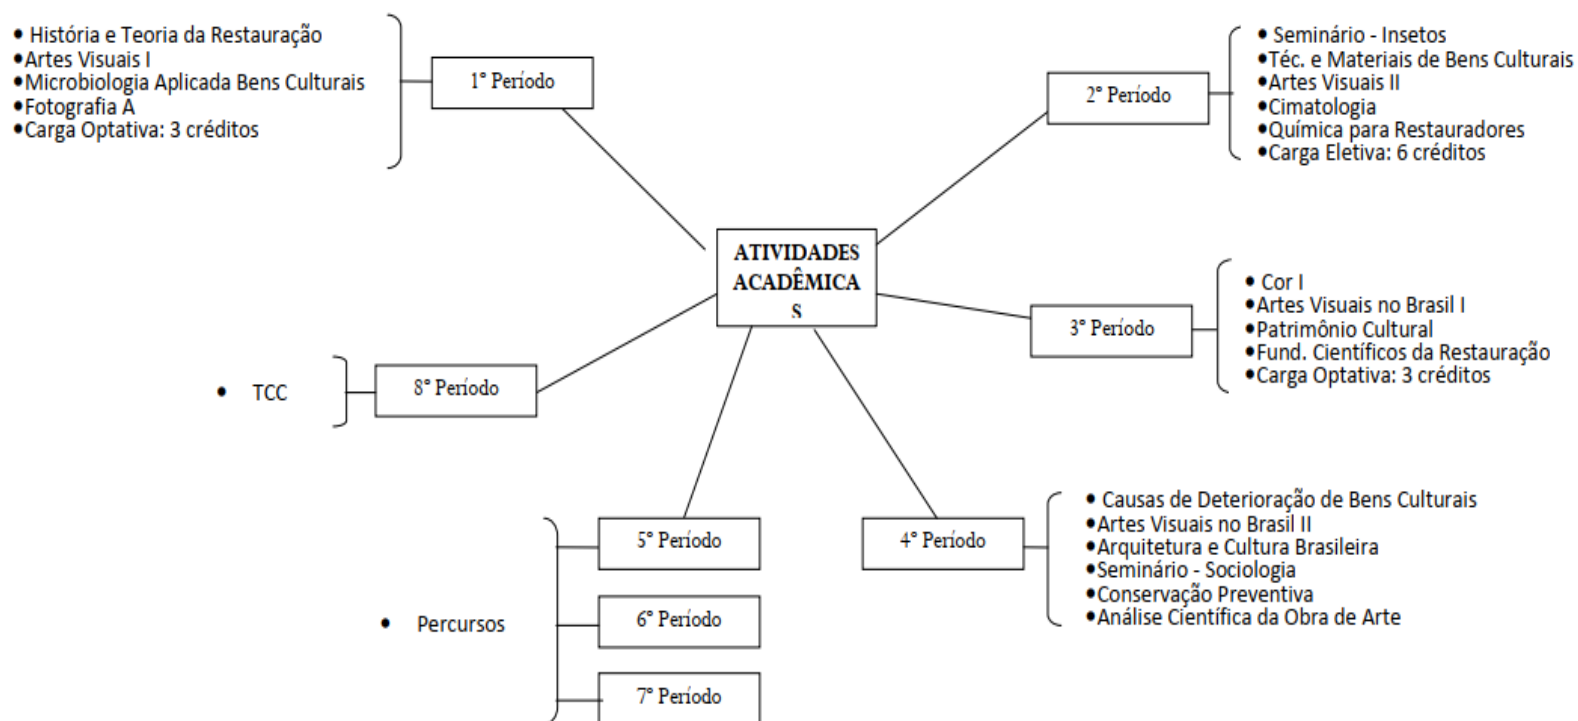 • História e Teoria da Restauração
•Artes Visuais I
•Microbiologia Aplicada Bens Culturais
•Fotografia A
•Carga Optativa: 3 créditos
1° Período
2° Período
• Seminário - Insetos
•Téc. e Materiais de Bens Culturais
•Artes Visuais II
•Cimatologia
•Química para Restauradores
•Carga Eletiva: 6 créditos
ATIVIDADES
ACADÊMICA
S
3° Período
• Cor I
•Artes Visuais no Brasil I
•Patrimônio Cultural
•Fund. Científicos da Restauração
•Carga Optativa: 3 créditos
• TCC
8° Período
4° Período
• Causas de Deterioração de Bens Culturais
•Artes Visuais no Brasil II
•Arquitetura e Cultura Brasileira
•Seminário - Sociologia
•Conservação Preventiva
•Análise Científica da Obra de Arte
• Percursos
5° Período
6° Período
7° Período